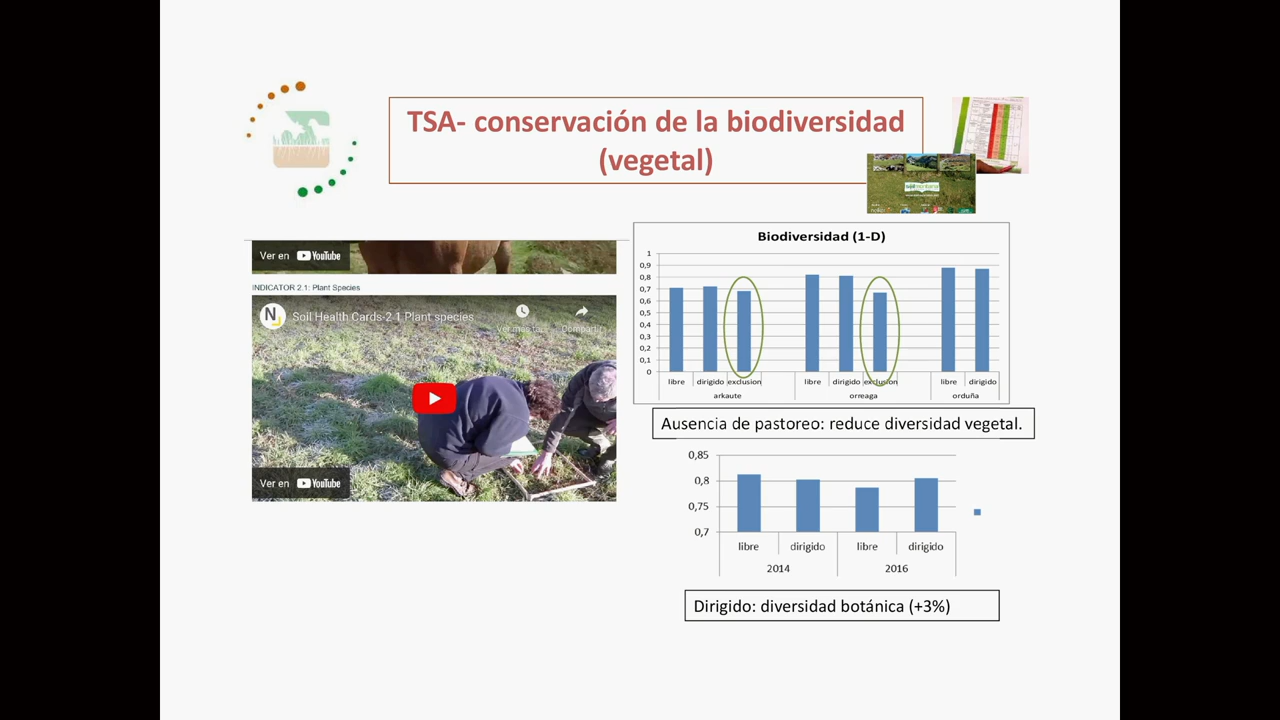 TSA- conservación de la biodiversidad
(vegetal)
Ver en YouTube
INDICATOR 2.1: Plant Species
N
Soil Health Cards-2 1 Plant species
Ver más ta...
Compartir
Ver en YouTube
Biodiversidad (1-D)
1
0,9
0,8
0,7
0,6
0,5
0,4
0,3
0,2
0,1
0
libre dirigido exclusion libre dirigido exclusion libre dirigido
arkaute orreaga orduña
Ausencia de pastoreo: reduce diversidad vegetal.
0,85
0,8
0,75
0,7
libre dirigido libre dirigido
2014 2016
Dirigido: diversidad botánica (+3%)